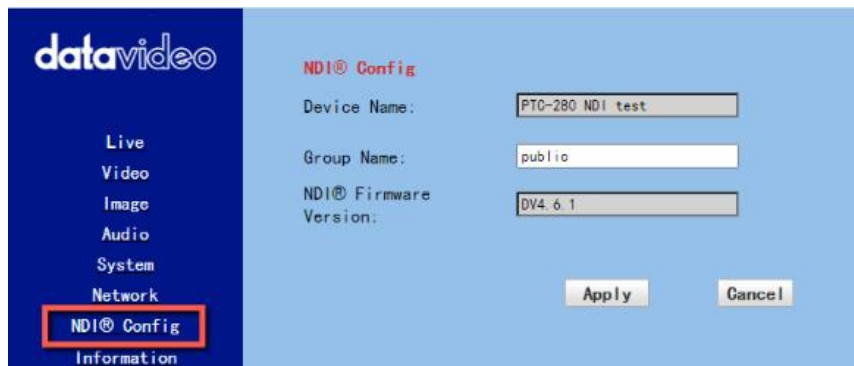 datavideo
Live
Video
Image
Audio
System
Network
NDI® Config
Information
NDI® Config
Device Name:
PTC-280 NDI test
Group Name:
public
NDI® Firmware
Version:
DV4.6.1
Apply
Cancel